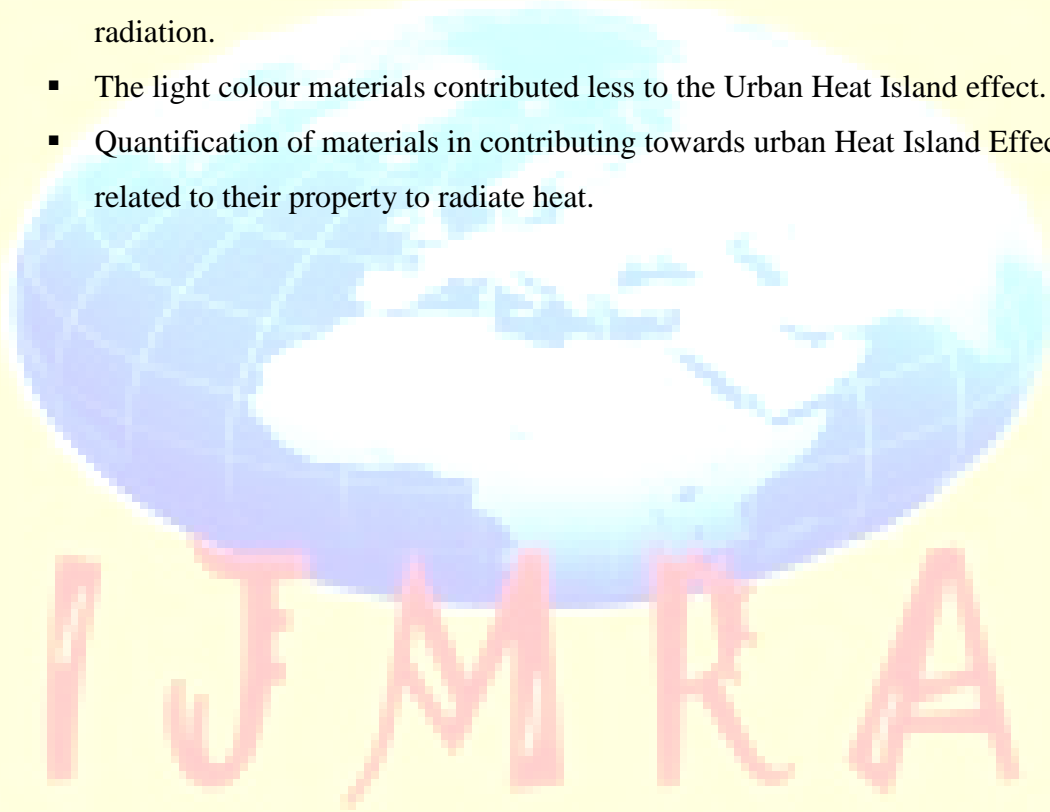 radiation.
▪ The light colour materials contributed less to the Urban Heat Island effect.
▪ Quantification of materials in contributing towards urban Heat Island
related to their property to radiate heat.
IJMRA